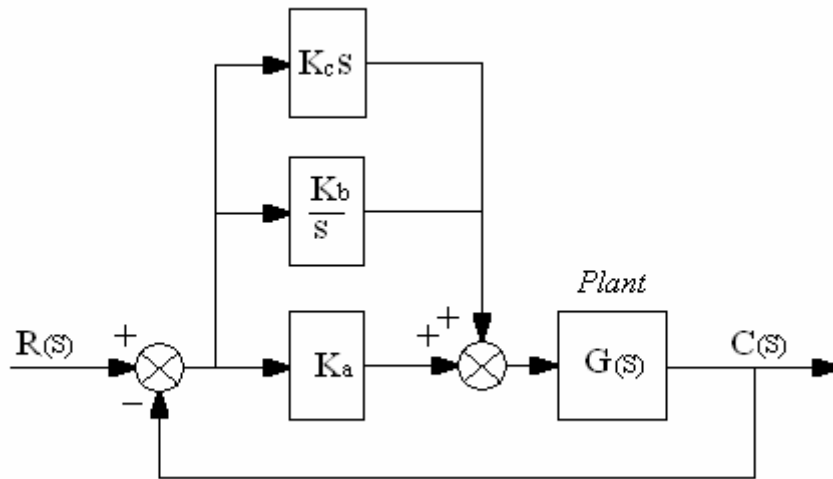 Kcs
Kb
s
Plant
+
+
+
R(S)
Ka
G(S)
C(S)
−